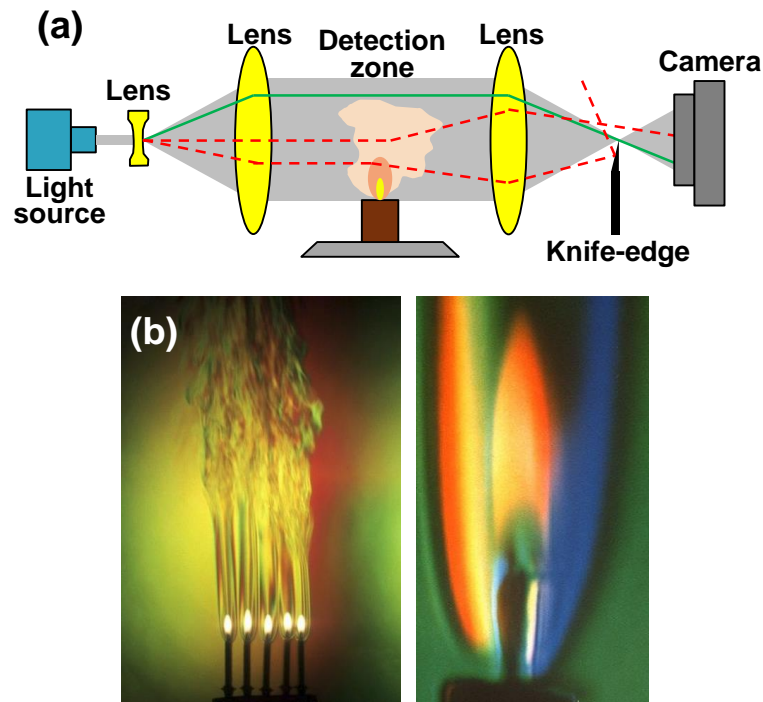 (a)
Lens
Detection
zone
Lens
Camera
Lens
Light
source
Knife-edge
(b)